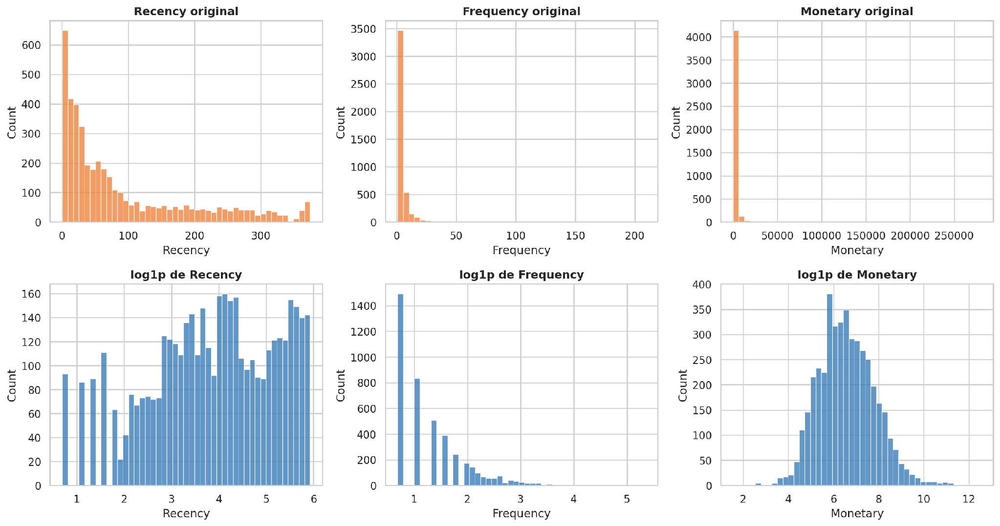 Recency original
Frequency original
Monetary original
600
500
400
300
200
100
0
Count
0 100 200 300
Recency
3500
3000
2500
2000
1500
1000
500
0
Count
0 50 100 150 200
Frequency
4000
3500
3000
2500
2000
1500
1000
500
0
Count
0 50000 100000 150000 200000 250000
Monetary
log1p de Recency
log1p de Frequency
log1p de Monetary
160
140
120
100
80
60
40
20
0
Count
1 2 3 4 5 6
Recency
1400
1200
1000
800
600
400
200
0
Count
1 2 3 4 5
Frequency
400
350
300
250
200
150
100
50
0
Count
2 4 6 8 10 12
Monetary